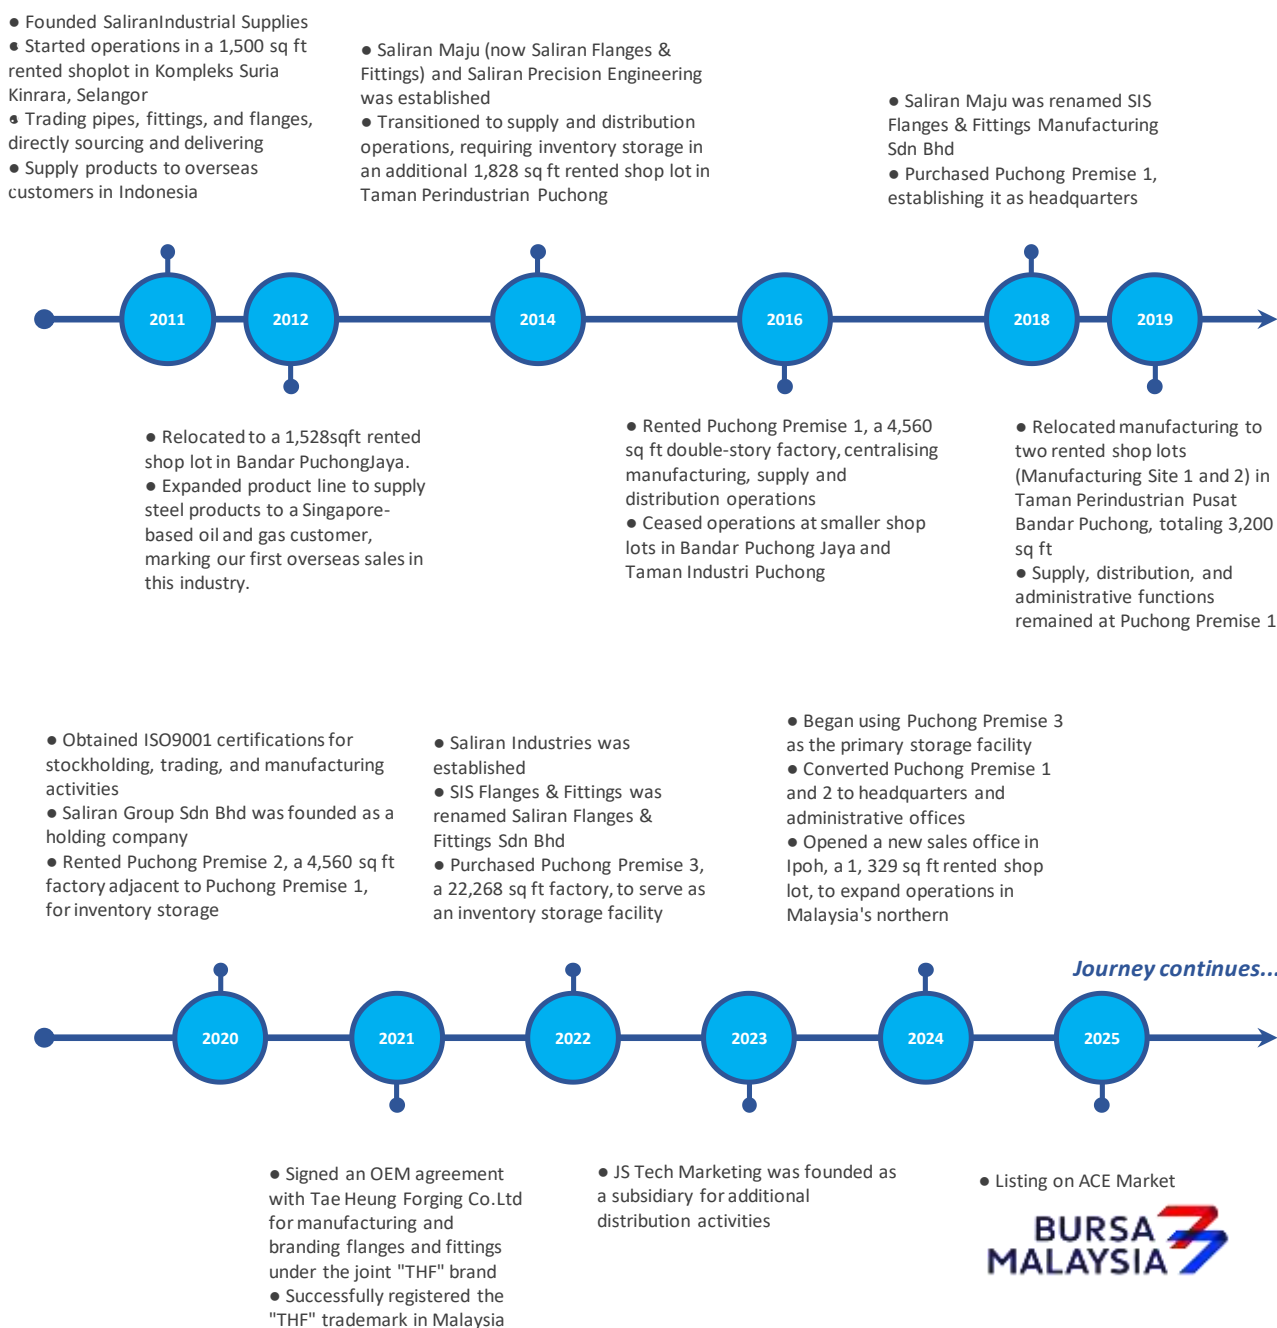 ● Founded SaliranIndustrial Supplies
● Started operations in a 1,500 sq ft
rented shoplot in Kompleks Suria
Kinrara, Selangor
● Trading pipes, fittings, and flanges,
directly sourcing and delivering
● Supply products to overseas
customers in Indonesia
● Saliran Maju (now Saliran Flanges &
Fittings) and Saliran Precision Engineering
was established
● Transitioned to supply and distribution
operations, requiring inventory storage in
an additional 1,828 sq ft rented shop lot in
Taman Perindustrian Puchong
● Saliran Maju was renamed SIS
Flanges & Fittings Manufacturing
Sdn Bhd
● Purchased Puchong Premise 1,
establishing it as headquarters
2011
2012
2014
2016
2018
2019
● Relocated to a 1,528sqft rented
shop lot in Bandar PuchongJaya.
● Expanded product line to supply
steel products to a Singapore-
based oil and gas customer,
marking our first overseas sales in
this industry.
● Rented Puchong Premise 1, a 4,560
sq ft double-story factory, centralising
manufacturing, supply and
distribution operations
● Ceased operations at smaller shop
lots in Bandar Puchong Jaya and
Taman Industri Puchong
● Relocated manufacturing to
two rented shop lots
(Manufacturing Site 1 and 2) in
Taman Perindustrian Pusat
Bandar Puchong, totaling 3,200
sq ft
● Supply, distribution, and
administrative functions
remained at Puchong Premise 1
● Obtained ISO9001 certifications for
stockholding, trading, and manufacturing
activities
● Saliran Group Sdn Bhd was founded as a
holding company
● Rented Puchong Premise 2, a 4,560 sq ft
factory adjacent to Puchong Premise 1,
for inventory storage
● Saliran Industries was
established
● SIS Flanges & Fittings was
renamed Saliran Flanges &
Fittings Sdn Bhd
● Purchased Puchong Premise 3,
a 22,268 sq ft factory, to serve as
an inventory storage facility
● Began using Puchong Premise 3
as the primary storage facility
● Converted Puchong Premise 1
and 2 to headquarters and
administrative offices
● Opened a new sales office in
Ipoh, a 1, 329 sq ft rented shop
lot, to expand operations in
Malaysia's northern
Journey continues...
2020
2021
2022
2023
2024
2025
● Signed an OEM agreement
with Tae Heung Forging Co.Ltd
for manufacturing and
branding flanges and fittings
under the joint "THF" brand
● Successfully registered the
"THF" trademark in Malaysia
● JS Tech Marketing was founded as
a subsidiary for additional
distribution activities
● Listing on ACE Market
BURSA
MALAYSIA